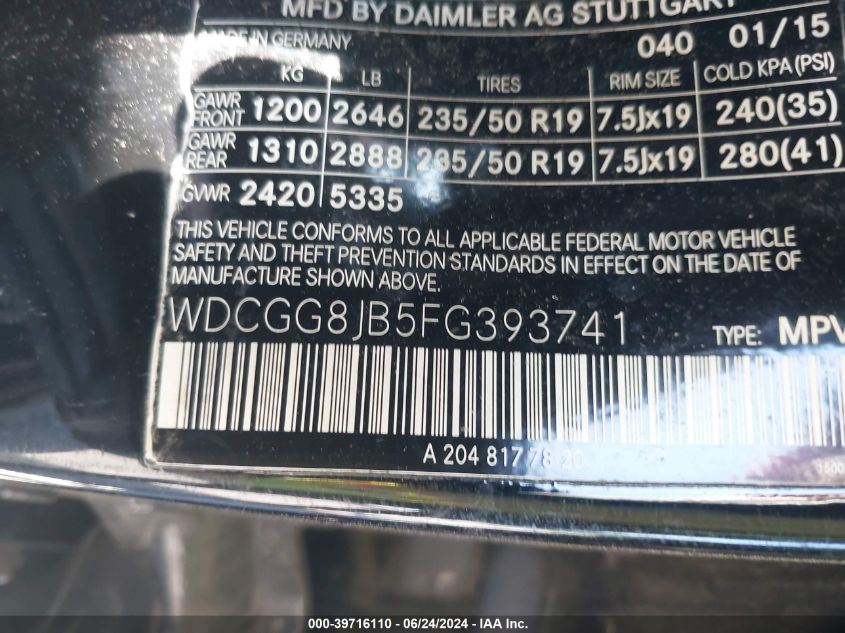 MFD BY DAIMLER AG STUTTGART
MADE IN GERMANY 040 01/15
KG LB TIRES RIM SIZE COLD KPA(PSI)
GAWR FRONT 1200 2646 235/50 R19 7.5Jx19 240(35)
GAWR REAR 1310 2888 235/50 R19 7.5Jx19 280(41)
GVWR 2420 5335
THIS VEHICLE CONFORMS TO ALL APPLICABLE FEDERAL MOTOR VEHICLE
SAFETY AND THEFT PREVENTION STANDARDS IN EFFECT ON THE DATE OF
MANUFACTURE SHOWN ABOVE.
WDCGG8JB5FG393741 TYPE: MPV
A 204 817 78 20
000-39716110 - 06/24/2024 - IAAI Inc.